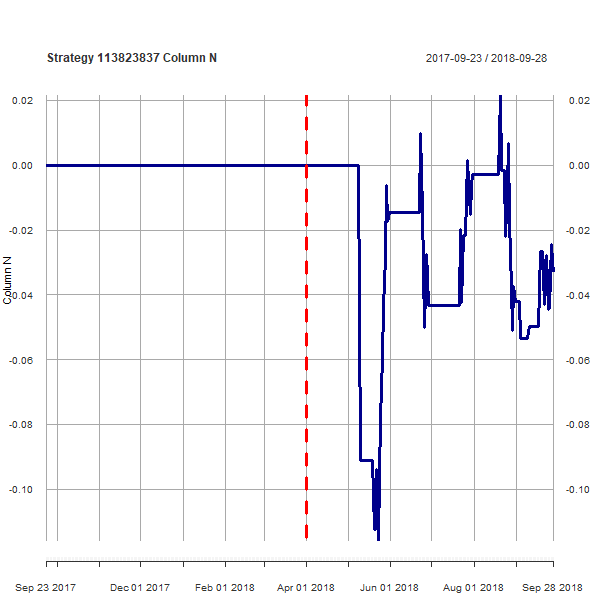 Strategy 113823837 Column N
2017-09-23 / 2018-09-28
0.02 0.02
0.00 0.00
-0.02 -0.02
Column N
-0.04 -0.04
-0.06 -0.06
-0.08 -0.08
-0.10 -0.10
Sep 23 2017 Dec 01 2017 Feb 01 2018 Apr 01 2018 Jun 01 2018 Aug 01 2018 Sep 28 2018